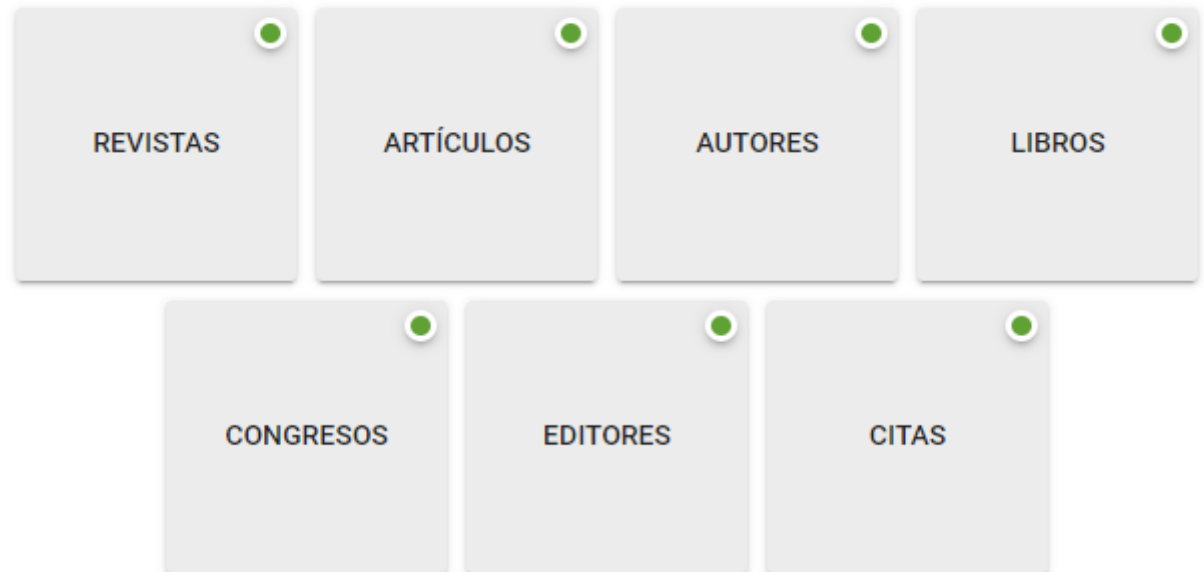 REVISTAS
ARTÍCULOS
AUTORES
LIBROS
CONGRESOS
EDITORES
CITAS